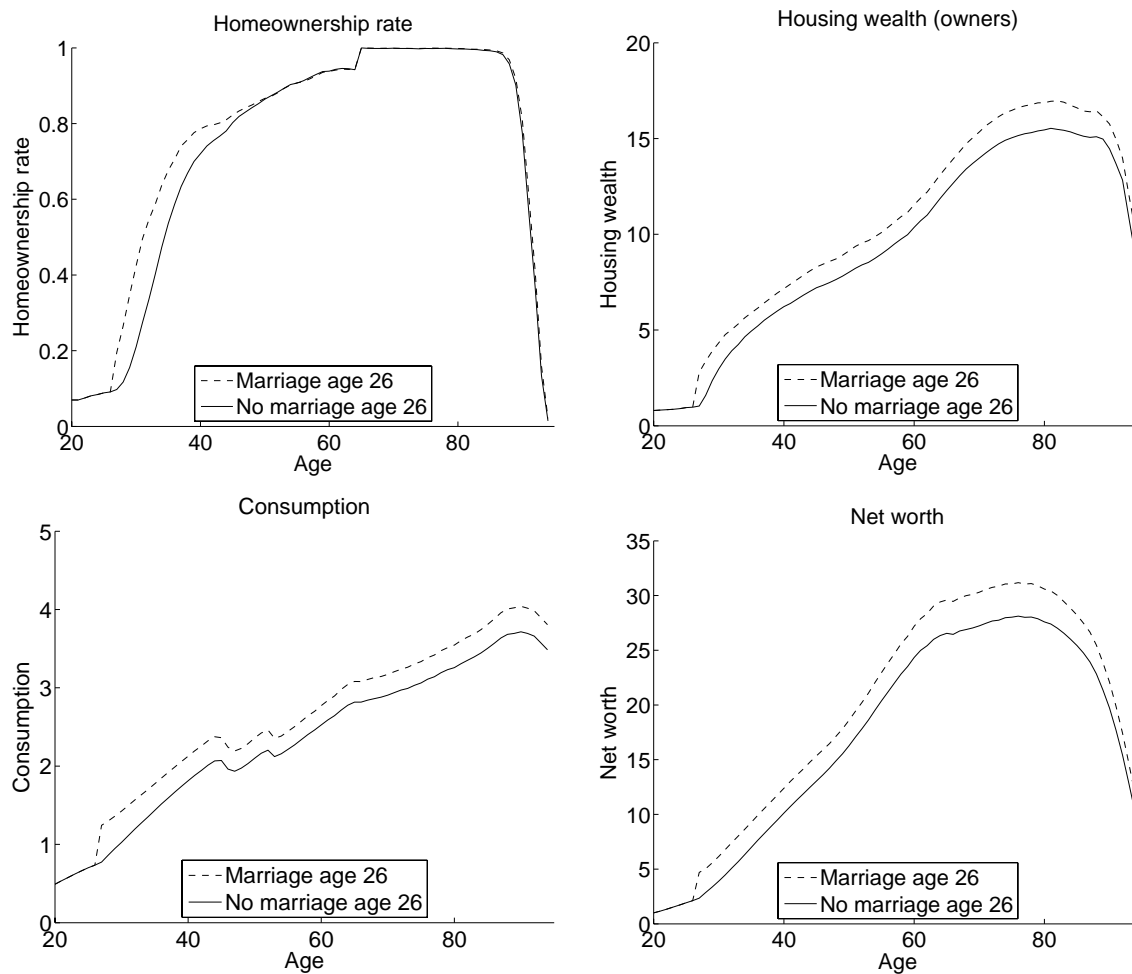 Homeownership rate
Homeownership rate
1
0.8
0.6
0.4
0.2
0
20
40
60
80
Age
Marriage age 26
No marriage age 26
Housing wealth (owners)
Housing wealth
20
15
10
5
0
20
40
60
80
Age
Marriage age 26
No marriage age 26
Consumption
Consumption
5
4
3
2
1
0
20
40
60
80
Age
Marriage age 26
No marriage age 26
Net worth
Net worth
35
30
25
20
15
10
5
0
20
40
60
80
Age
Marriage age 26
No marriage age 26